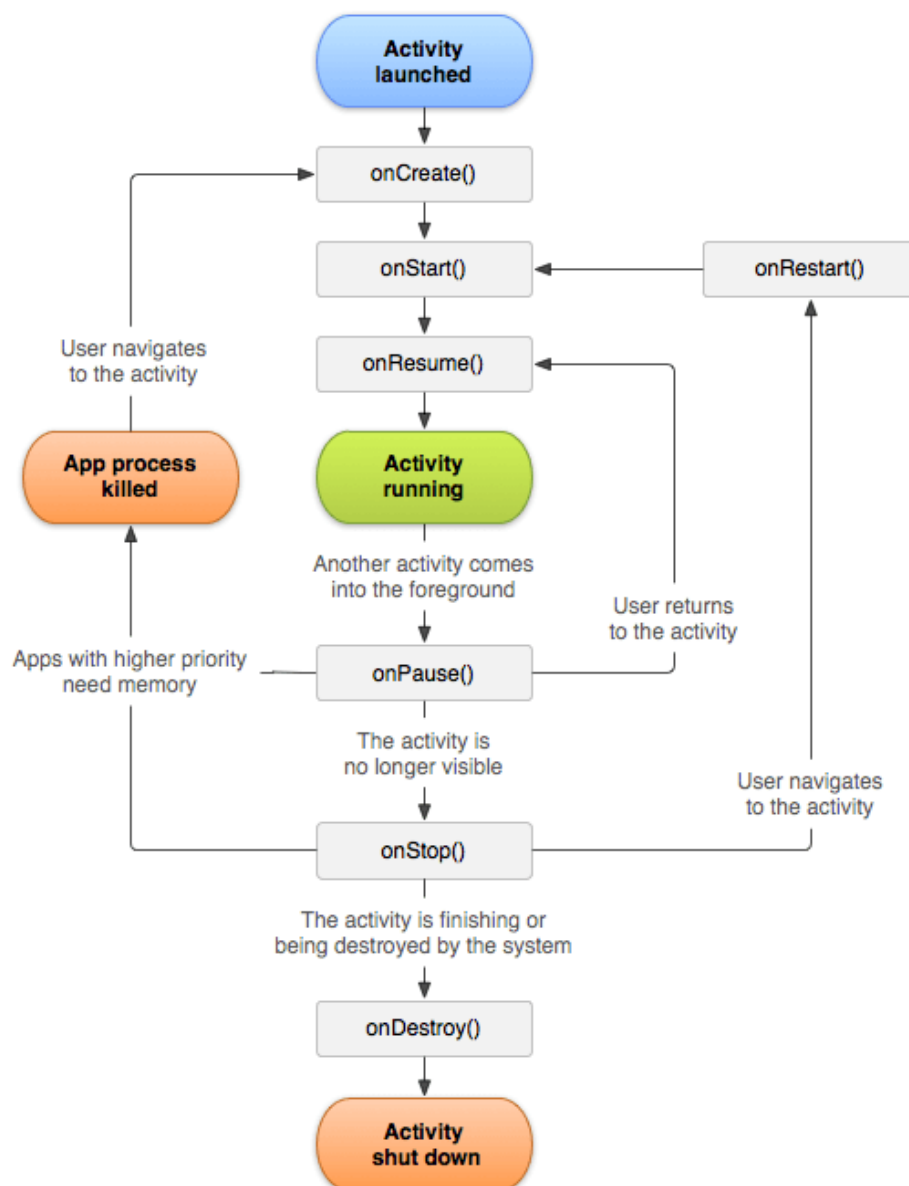 Activity
launched
onCreate()
onStart()
onRestart()
User navigates
to the activity
onResume()
App process
killed
Activity
running
Another activity comes
into the foreground
User returns
to the activity
Apps with higher priority
need memory
onPause()
The activity is
no longer visible
User navigates
to the activity
onStop()
The activity is finishing or
being destroyed by the system
onDestroy()
Activity
shut down